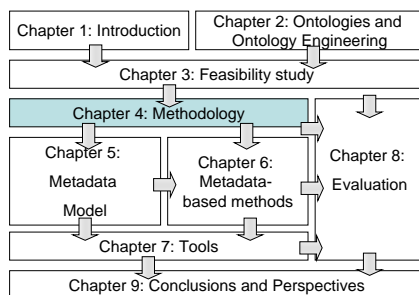 Chapter 1: Introduction
Chapter 2: Ontologies and
Ontology Engineering
Chapter 3: Feasibility study
Chapter 4: Methodology
Chapter 5:
Metadata
Model
Chapter 6:
Metadata-
based methods
Chapter 8:
Evaluation
Chapter 7: Tools
Chapter 9: Conclusions and Perspectives